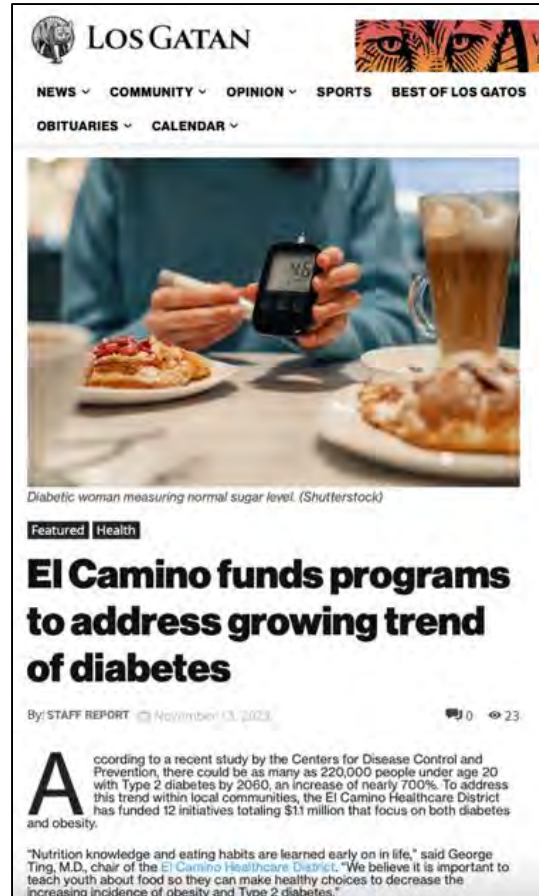 LOS GATAN
NEWS COMMUNITY OPINION SPORTS BEST OF LOS GATOS
OBITUARIES CALENDAR
4.6
Diabetic woman measuring normal sugar level. (Shutterstock)
Featured Health
El Camino funds programs
to address growing trend
of diabetes
By: STAFF REPORT November 13, 2023 0 23
According to a recent study by the Centers for Disease Control and
Prevention, there could be as many as 220,000 people under age 20
with Type 2 diabetes by 2060, an increase of nearly 700%. To address
this trend within local communities, the El Camino Healthcare District
has funded 12 initiatives totaling $1.1 million that focus on both diabetes
and obesity.
"Nutrition knowledge and eating habits are learned early on in life," said George
Ting, M.D., chair of the El Camino Healthcare District. "We believe it is important to
teach youth about food so they can make healthy choices to decrease the
increasing incidence of obesity and Type 2 diabetes."